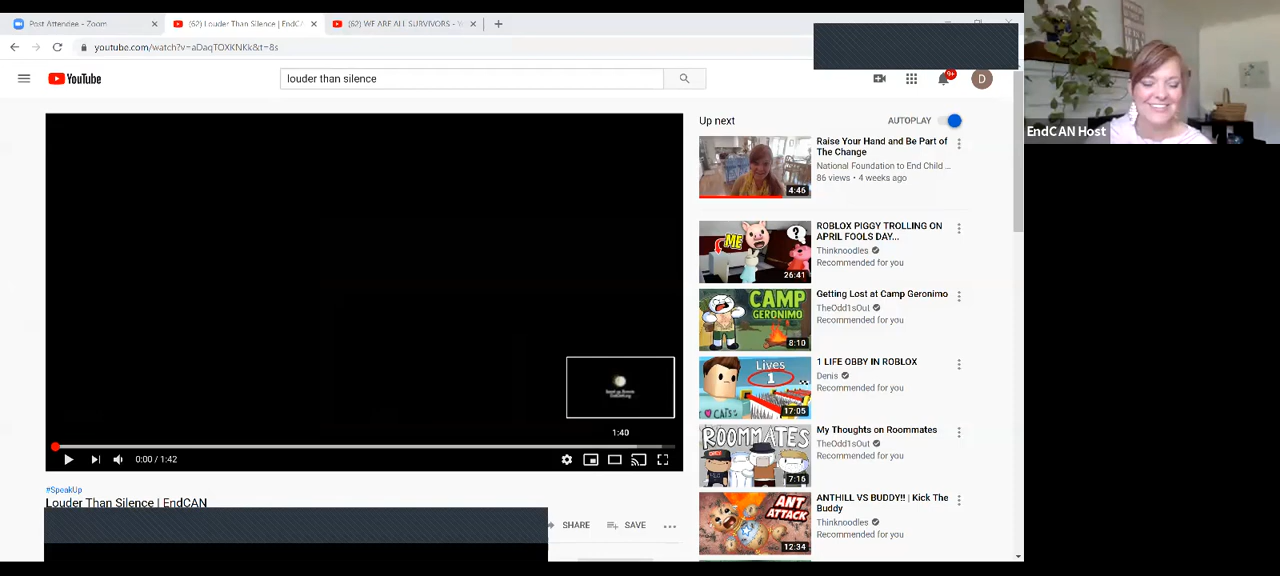 Post Attendee - Zoom
(62) Louder Than Silence | EndCA
(62) WE ARE ALL SURVIVORS - Yo
youtube.com/watch?v=aDaqTOXKNKk&t=8s
YouTube
louder than silence
9+
D
EndCAN Host
Up next
AUTOPLAY
Raise Your Hand and Be Part of
The Change
National Foundation to End Child ...
86 views • 4 weeks ago
4:46
ME
?
ROBLOX PIGGY TROLLING ON
APRIL FOOLS DAY...
Thinknoodles
Recommended for you
26:41
CAMP
GERONIMO
Getting Lost at Camp Geronimo
TheOdd1sOut
Recommended for you
8:10
Lives
1
CATS
1 LIFE OBBY IN ROBLOX
Denis
Recommended for you
17:05
ROOMMATES
My Thoughts on Roommates
TheOdd1sOut
Recommended for you
7:16
ANT
ATTACK
ANTHILL VS BUDDY!! | Kick The
Buddy
Thinknoodles
Recommended for you
12:34
1:40
0:00 / 1:42
#SpeakUp
Louder Than Silence | EndCAN
SHARE
SAVE